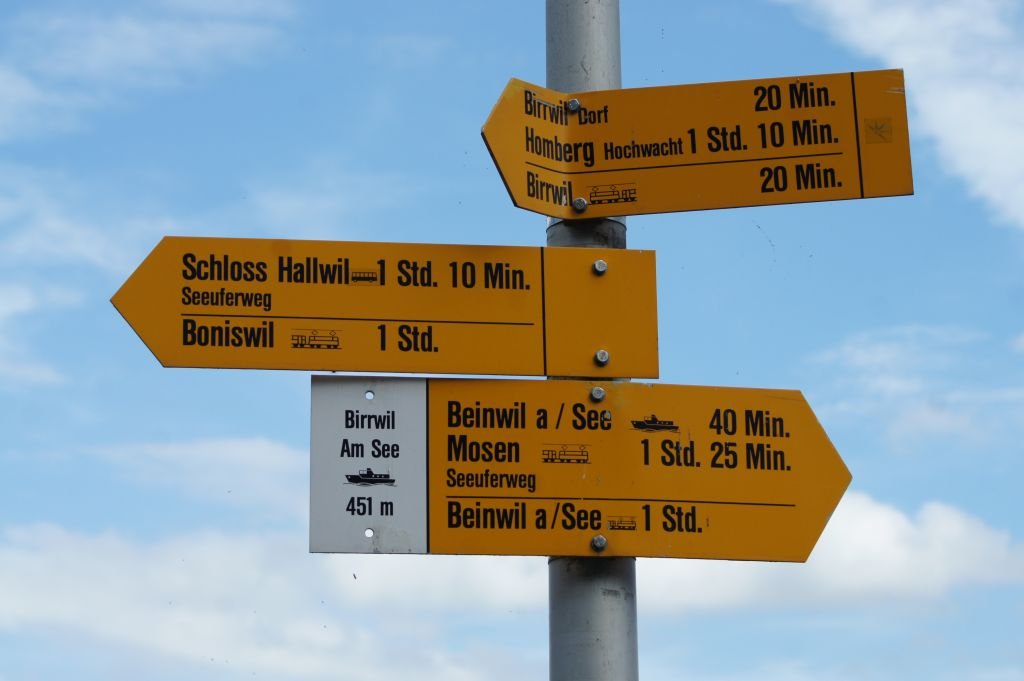 Birrwil Dorf 20 Min.
Homberg Hochwacht 1 Std. 10 Min.
Birrwil 20 Min.
Schloss Hallwil 1 Std. 10 Min.
Seeuferweg
Boniswil 1 Std.
Birrwil
Am See
451 m
Beinwil a / See 40 Min.
Mosen 1 Std. 25 Min.
Seeuferweg
Beinwil a/See 1 Std.